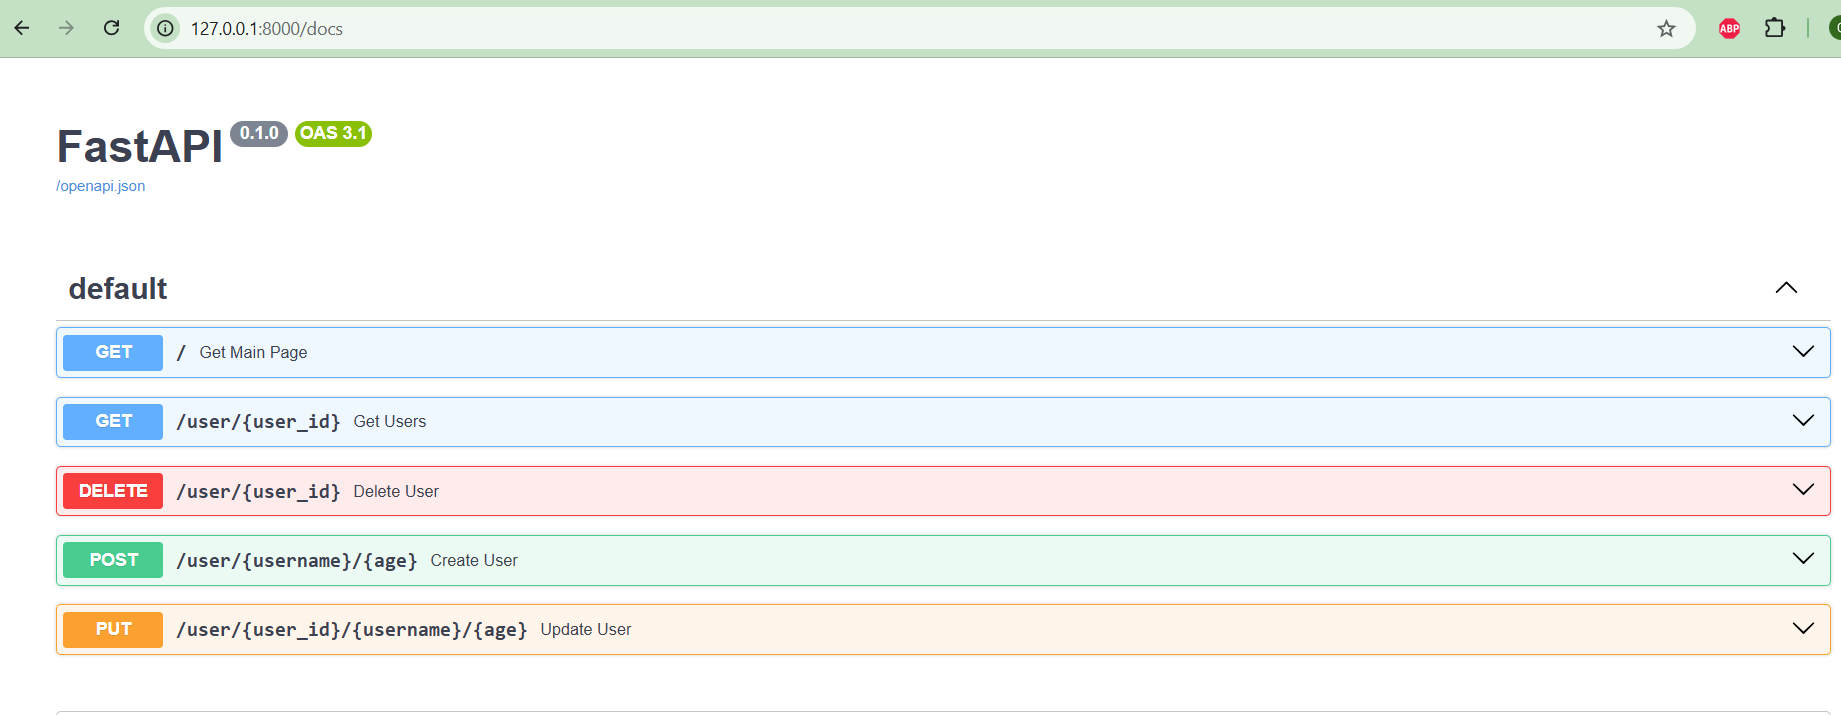 127.0.0.1:8000/docs
ABP
FastAPI 0.1.0 OAS 3.1
/openapi.json
default
GET / Get Main Page
GET /user/{user_id} Get Users
DELETE /user/{user_id} Delete User
POST /user/{username}/{age} Create User
PUT /user/{user_id}/{username}/{age} Update User